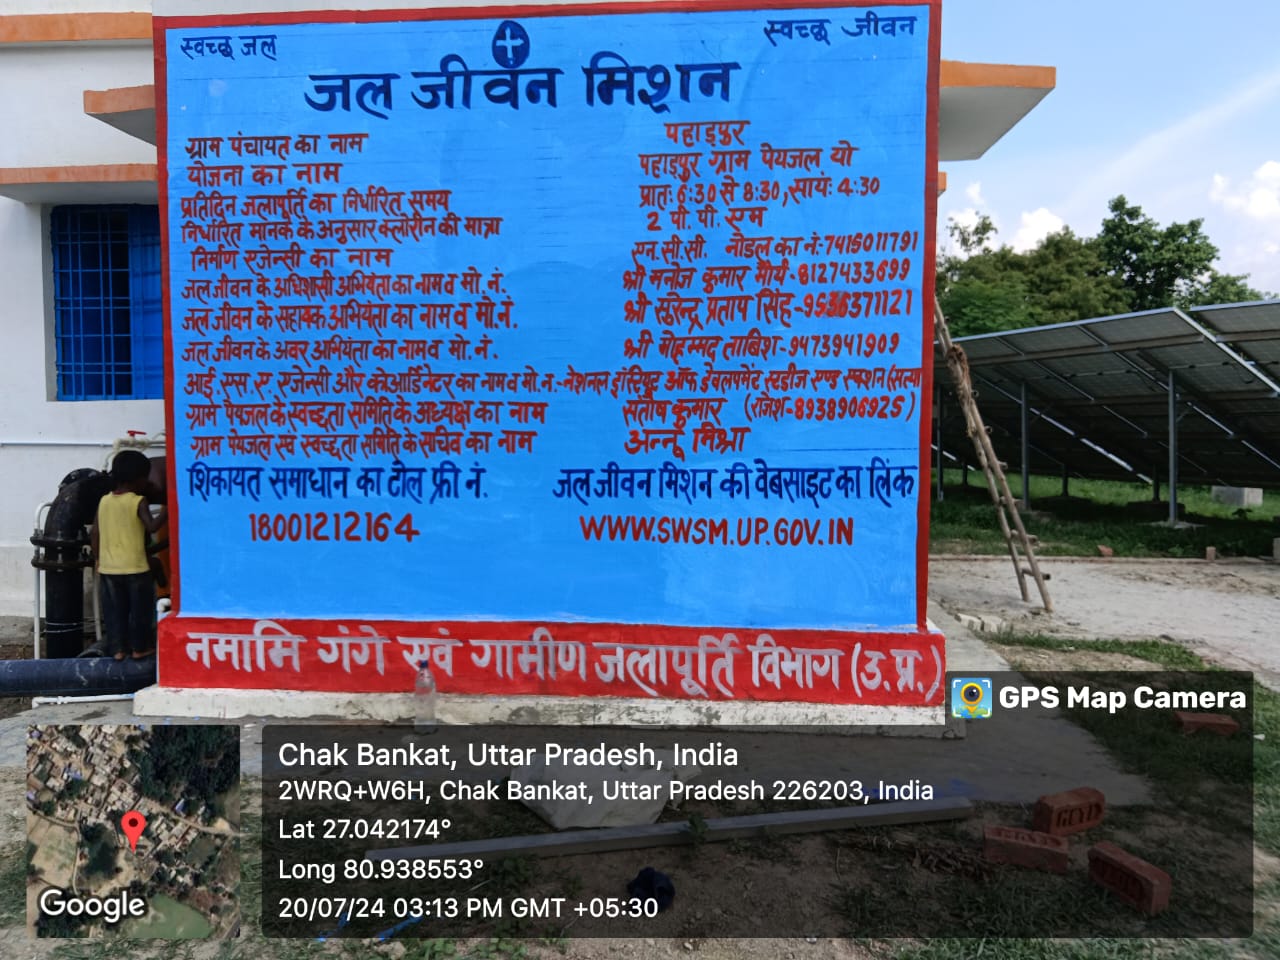 स्वच्छ जल
स्वच्छ जीवन
जल जीवन मिशन
ग्राम पंचायत का नाम पहाड़पुर
योजना का नाम पहाड़पुर ग्राम पेयजल यो
प्रतिदिन जलापूर्ति का निर्धारित समय प्रातः 6:30 से 8:30, सायः 4:30
निर्धारित मानक के अनुसार क्लोरीन की मात्रा 2 पी. पी. एम
निर्माण एजेन्सी का नाम एन. सी. सी. नोडल का नं:-7415011791
जल जीवन के अधिशासी अभियंता का नाम व मो. नं. श्री मनोज कुमार मौर्य-8127433699
जल जीवन के सहायक अभियंता का नाम व मो. नं. श्री सुरेन्द्र प्रताप सिंह-9536371121
जल जीवन के अवर अभियंता का नाम व मो. नं. श्री मोहम्मद ताबिश-9473941909
आई. एस. ए. एजेन्सी और कोआर्डिनेटर का नाम व मो. न.-नेशनल इंस्टिट्यूट ऑफ डेवलपमेंट स्टडीज एण्ड (सत्या
ग्राम पेयजल के स्वच्छता समिति के अध्यक्ष का नाम संतोष कुमार (राजेश-8938906925)
ग्राम पेयजल एवं स्वच्छता समिति के सचिव का नाम अन्नू मिश्रा
शिकायत समाधान का टोल फ्री नं. जल जीवन मिशन की वेबसाइट का लिंक
18001212164 WWW.SWSM.UP.GOV.IN
नमामि गंगे एवं ग्रामीण जलापूर्ति विभाग (उ. प्र.)
GPS Map Camera
Chak Bankat, Uttar Pradesh, India
2WRQ+W6H, Chak Bankat, Uttar Pradesh 226203, India
Lat 27.042174°
Long 80.938553°
20/07/24 03:13 PM GMT +05:30
Google